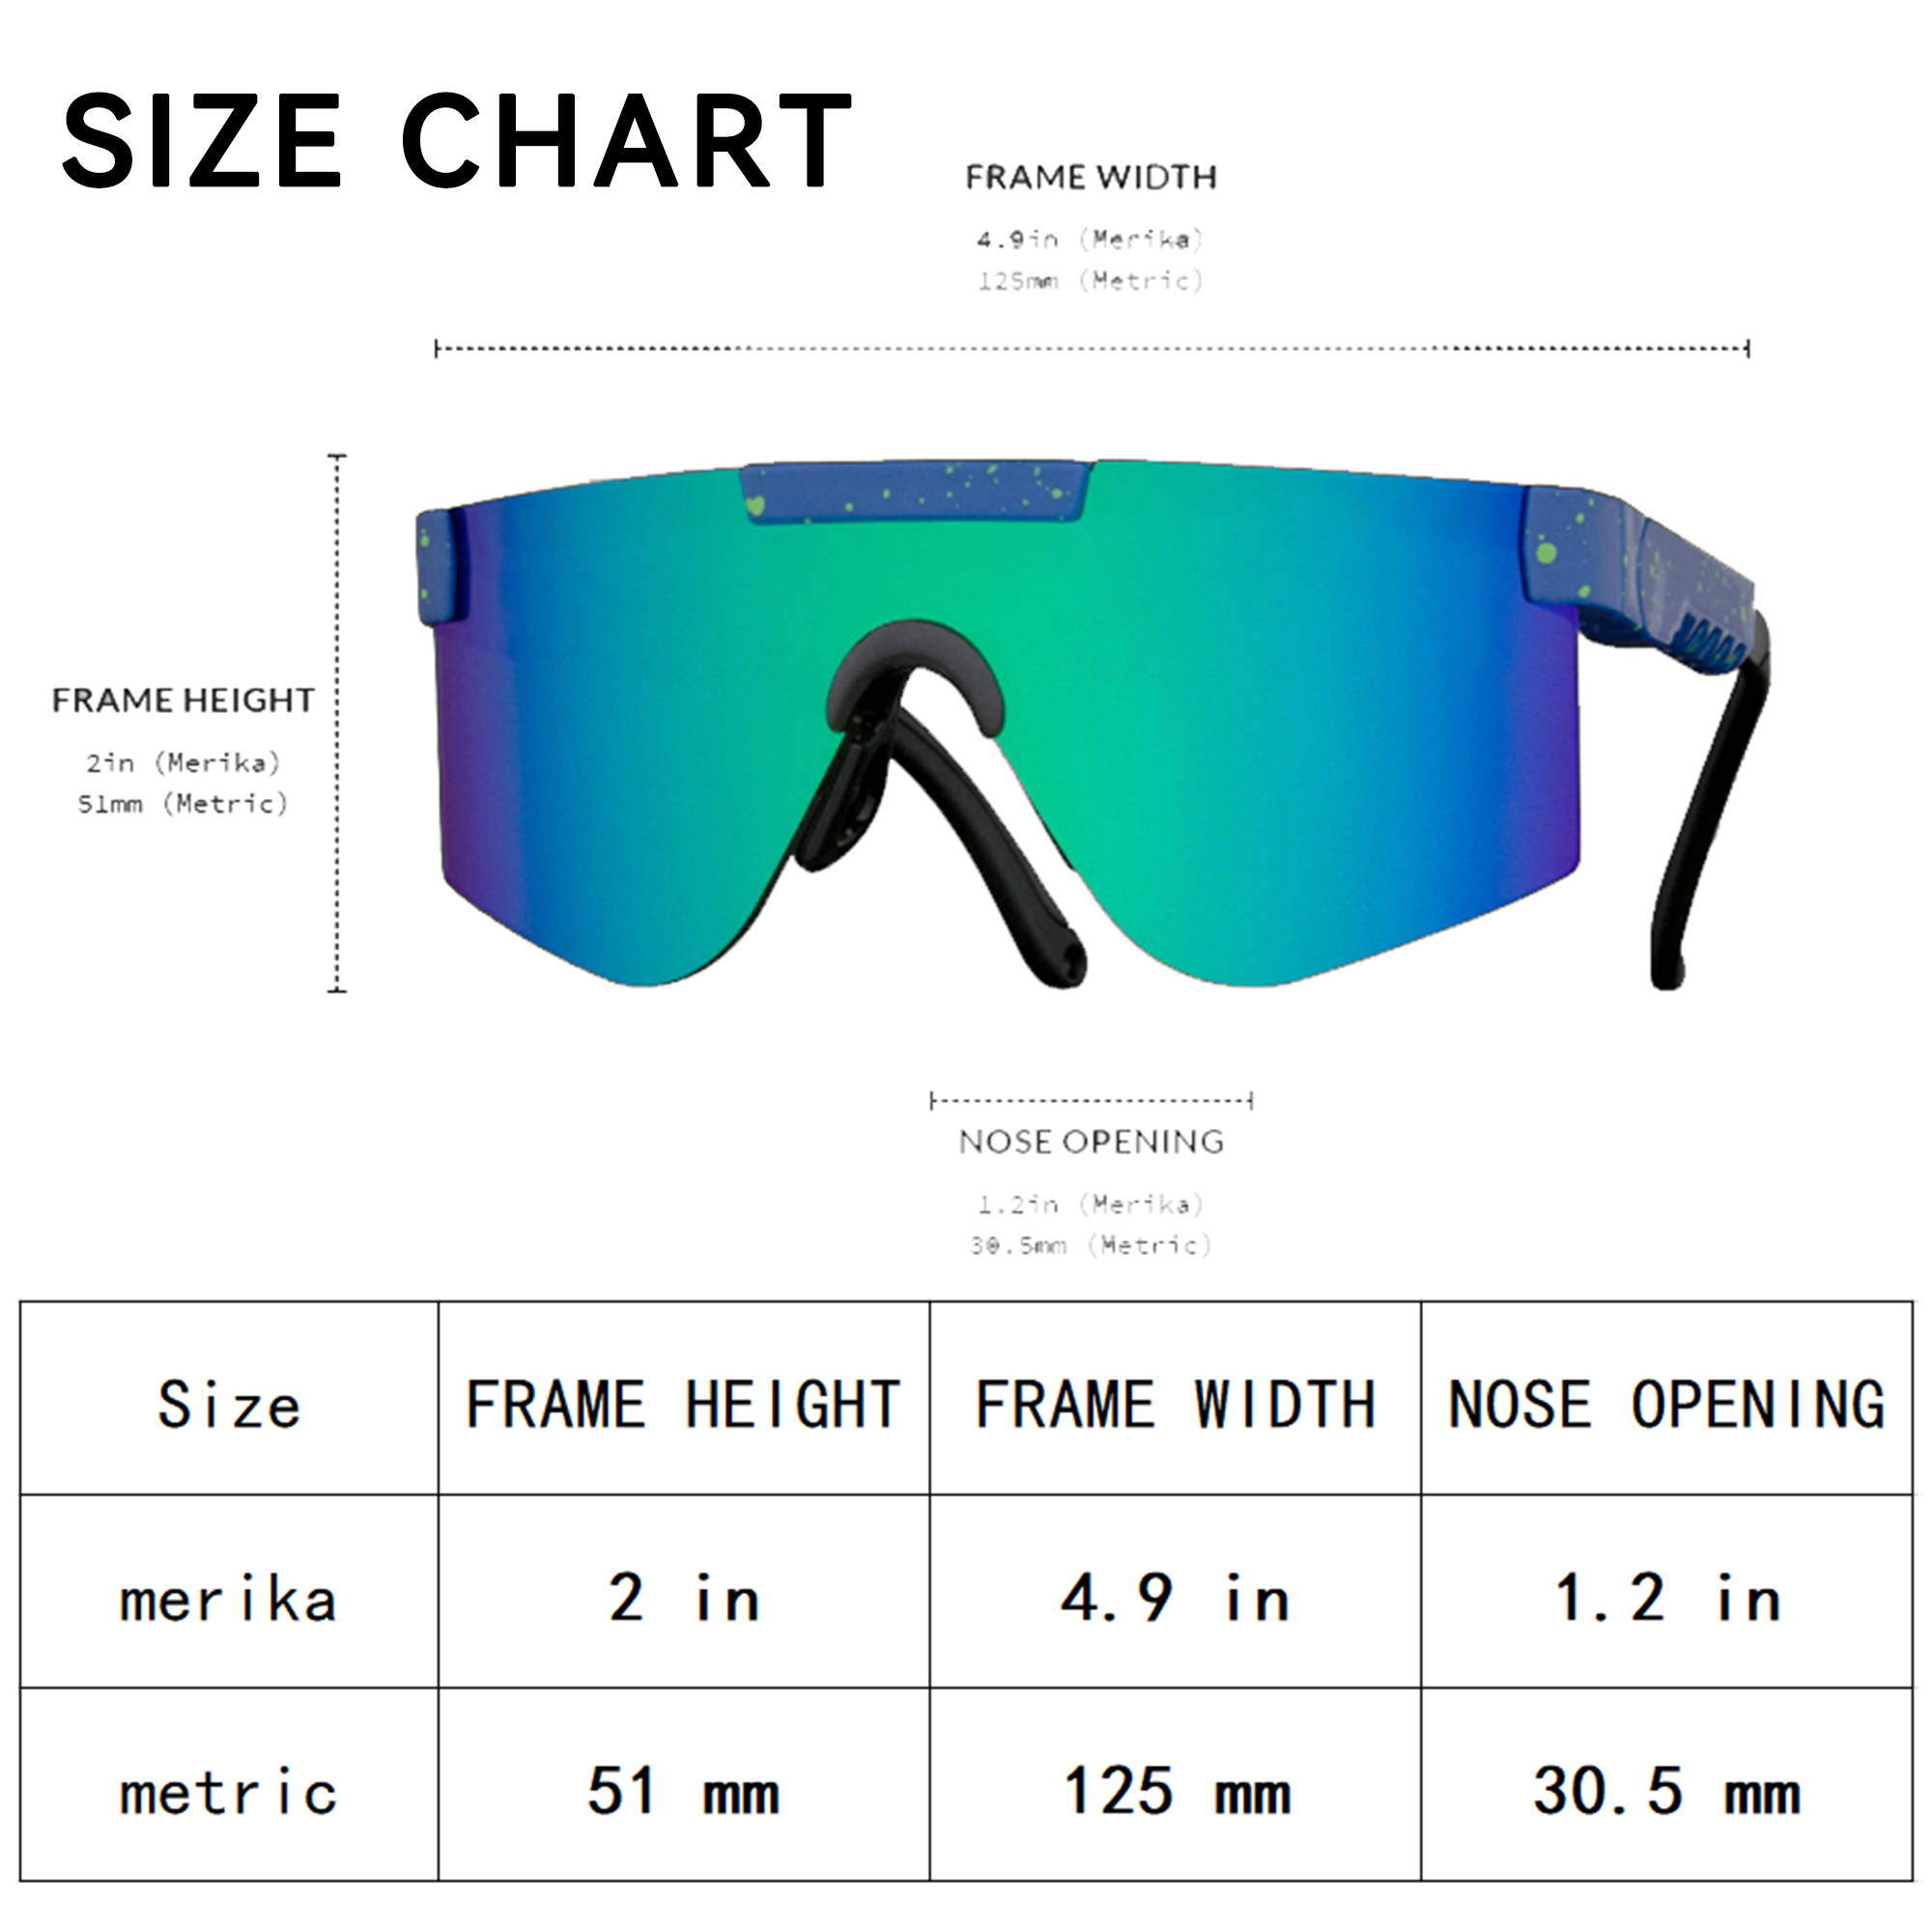 SIZE CHART
FRAME WIDTH
4.9in (Merika)
125mm (Metric)
FRAME HEIGHT
2in (Merika)
51mm (Metric)
NOSE OPENING
1.2in (Merika)
30.5mm (Metric)
Size FRAME HEIGHT FRAME WIDTH NOSE OPENING
merika 2 in 4.9 in 1.2 in
metric 51 mm 125 mm 30.5 mm